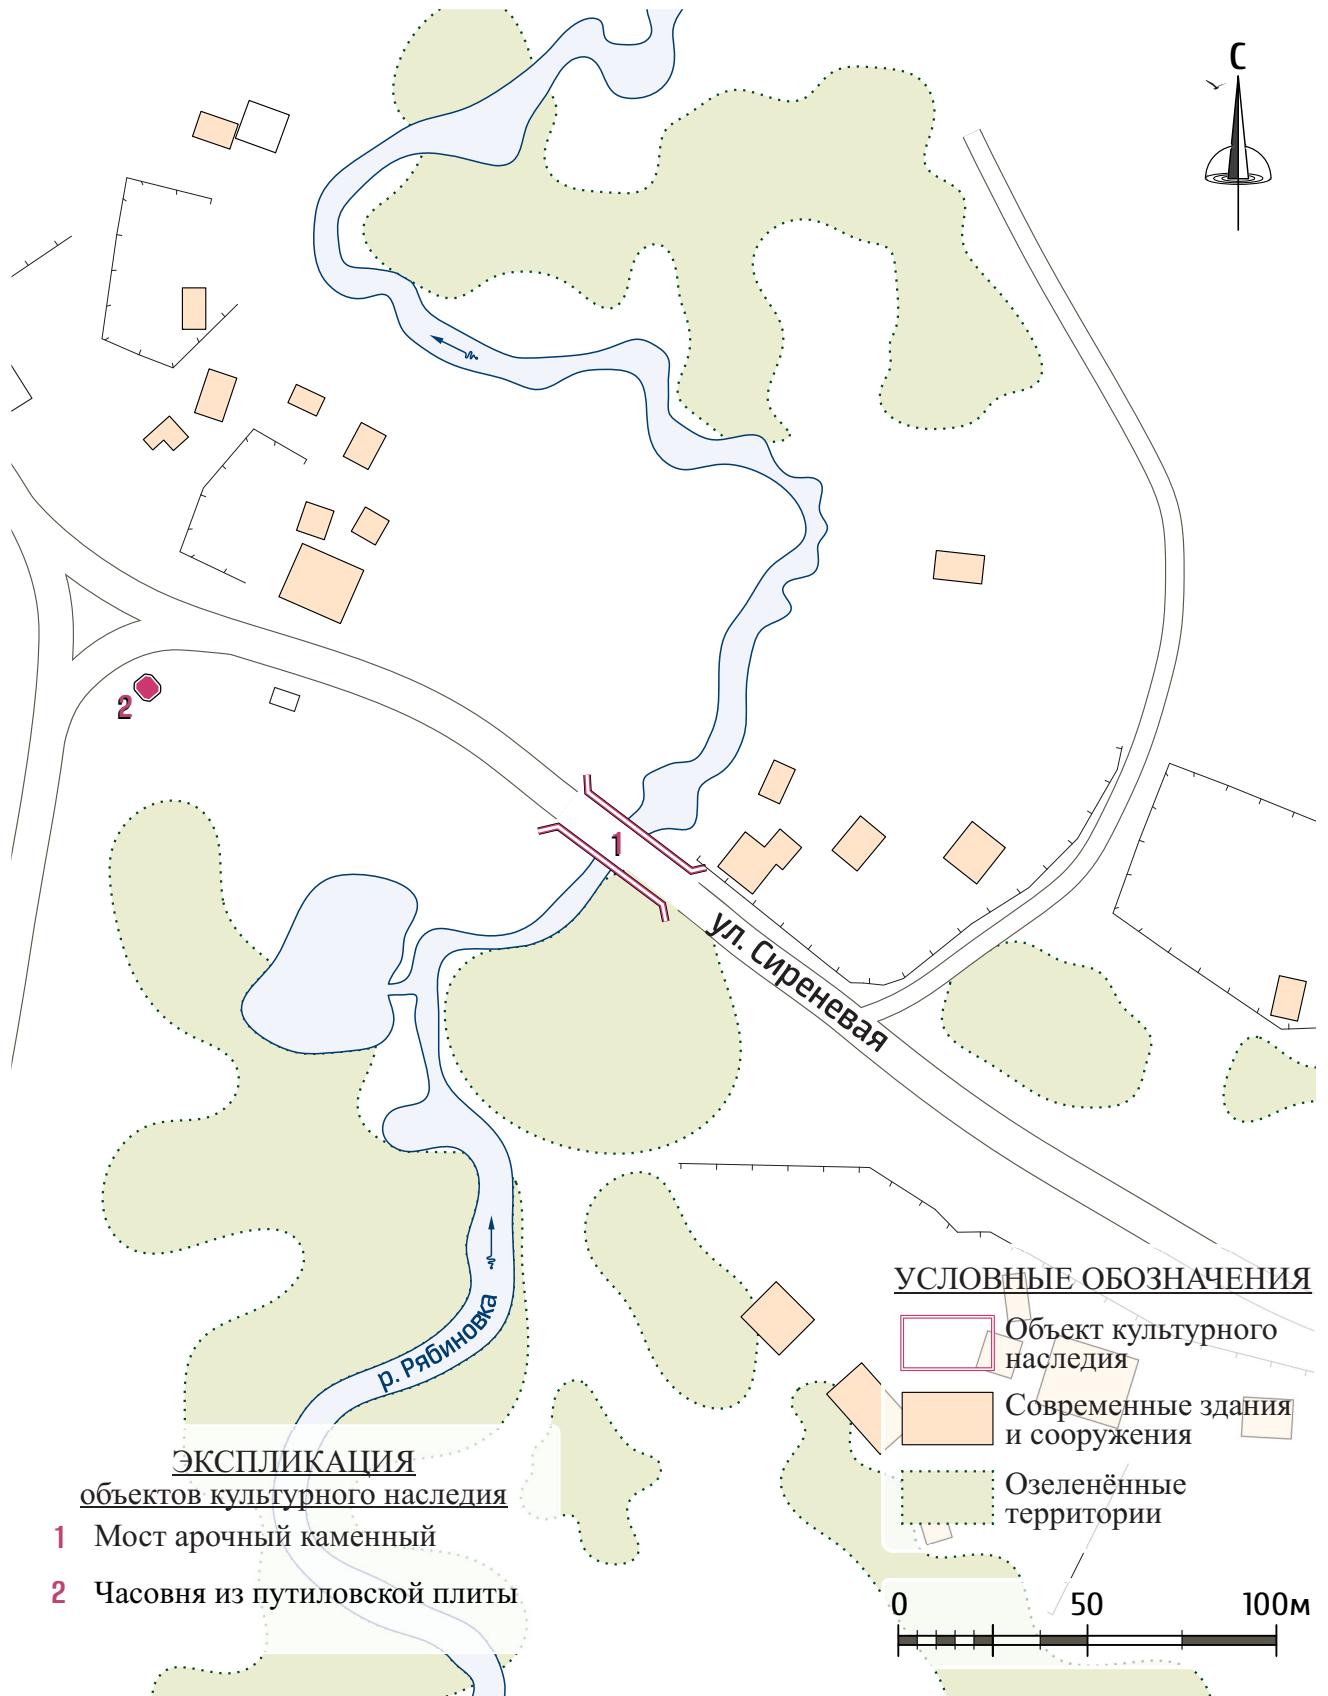 С
2
1
ул. Сиреневая
р. Рябиновка
УСЛОВНЫЕ ОБОЗНАЧЕНИЯ
Объект культурного
наследия
Современные здания
и сооружения
Озеленённые
территории
ЭКСПЛИКАЦИЯ
объектов культурного наследия
1 Мост арочный каменный
2 Часовня из путиловской плиты
0 50 100м